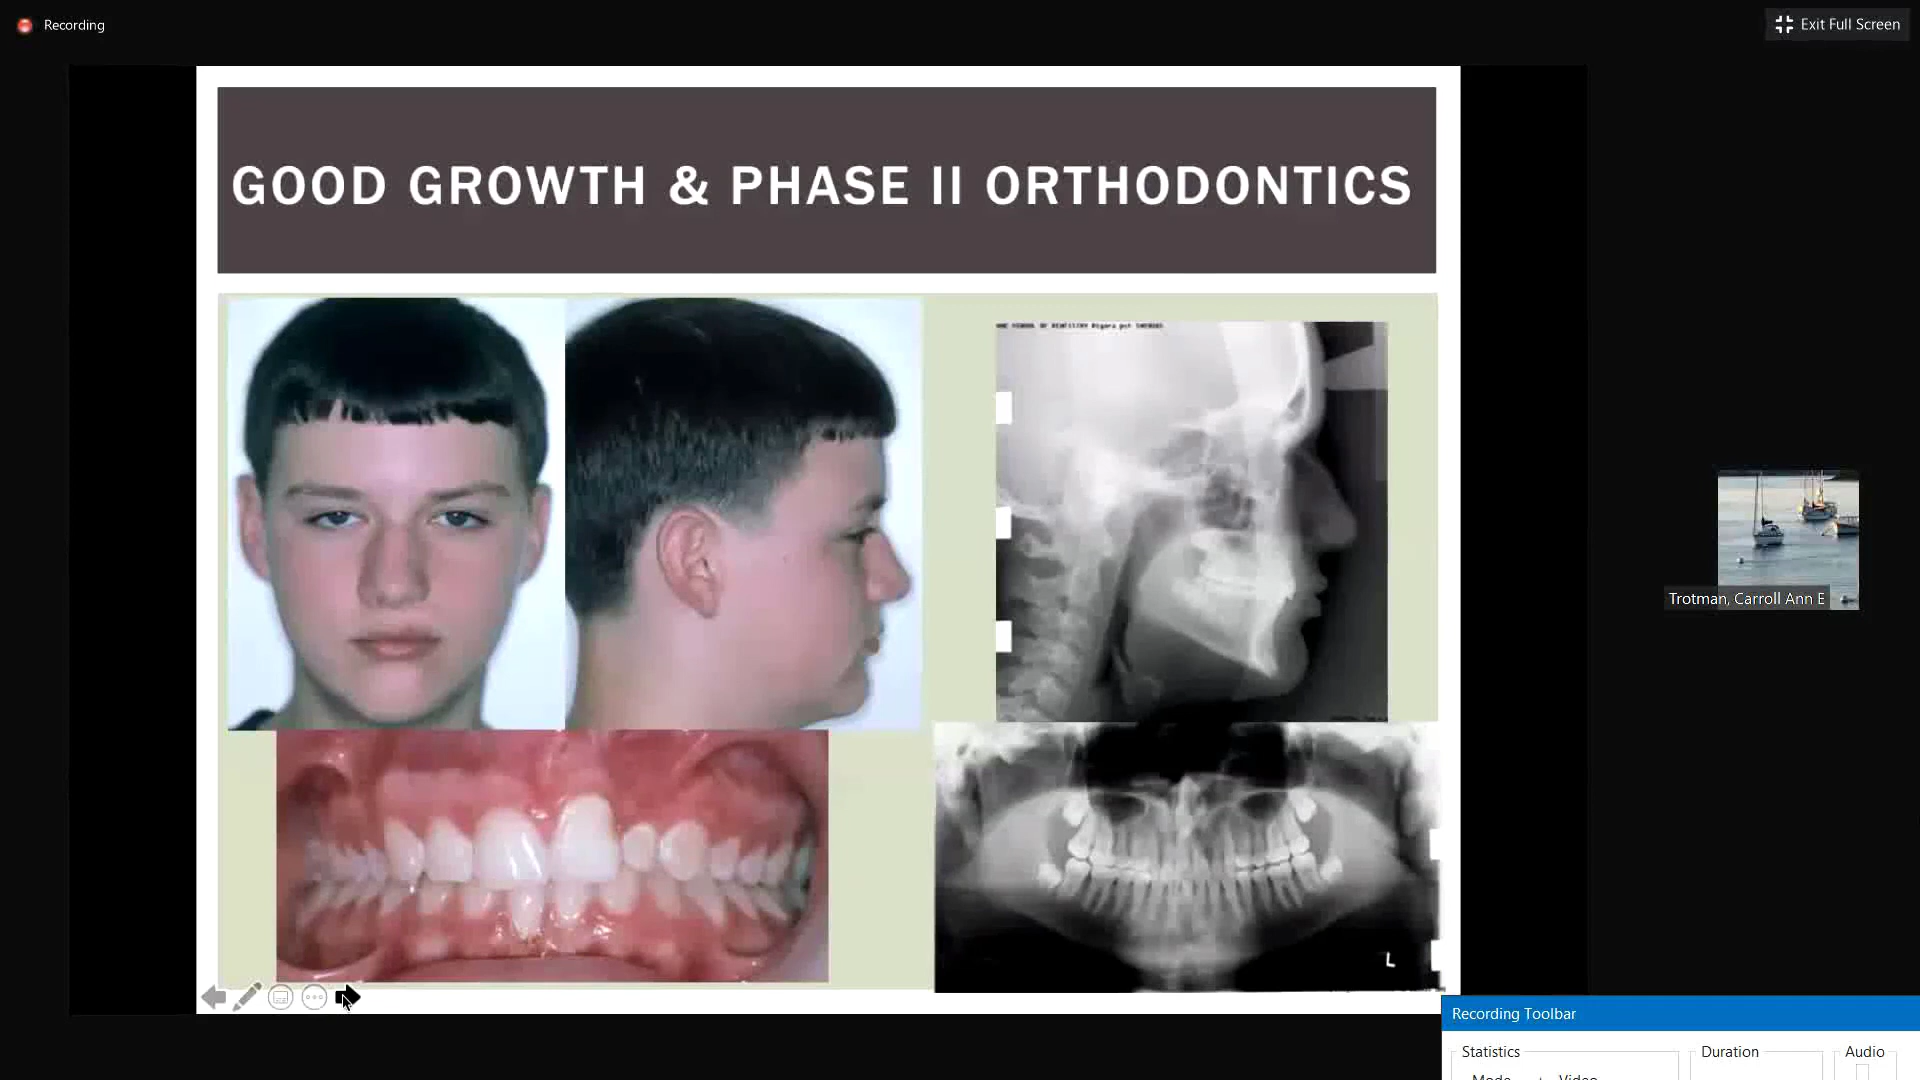 Recording
Exit Full Screen
GOOD GROWTH & PHASE II ORTHODONTICS
L
Trotman, Carroll Ann E
Recording Toolbar
Statistics
Duration
Audio